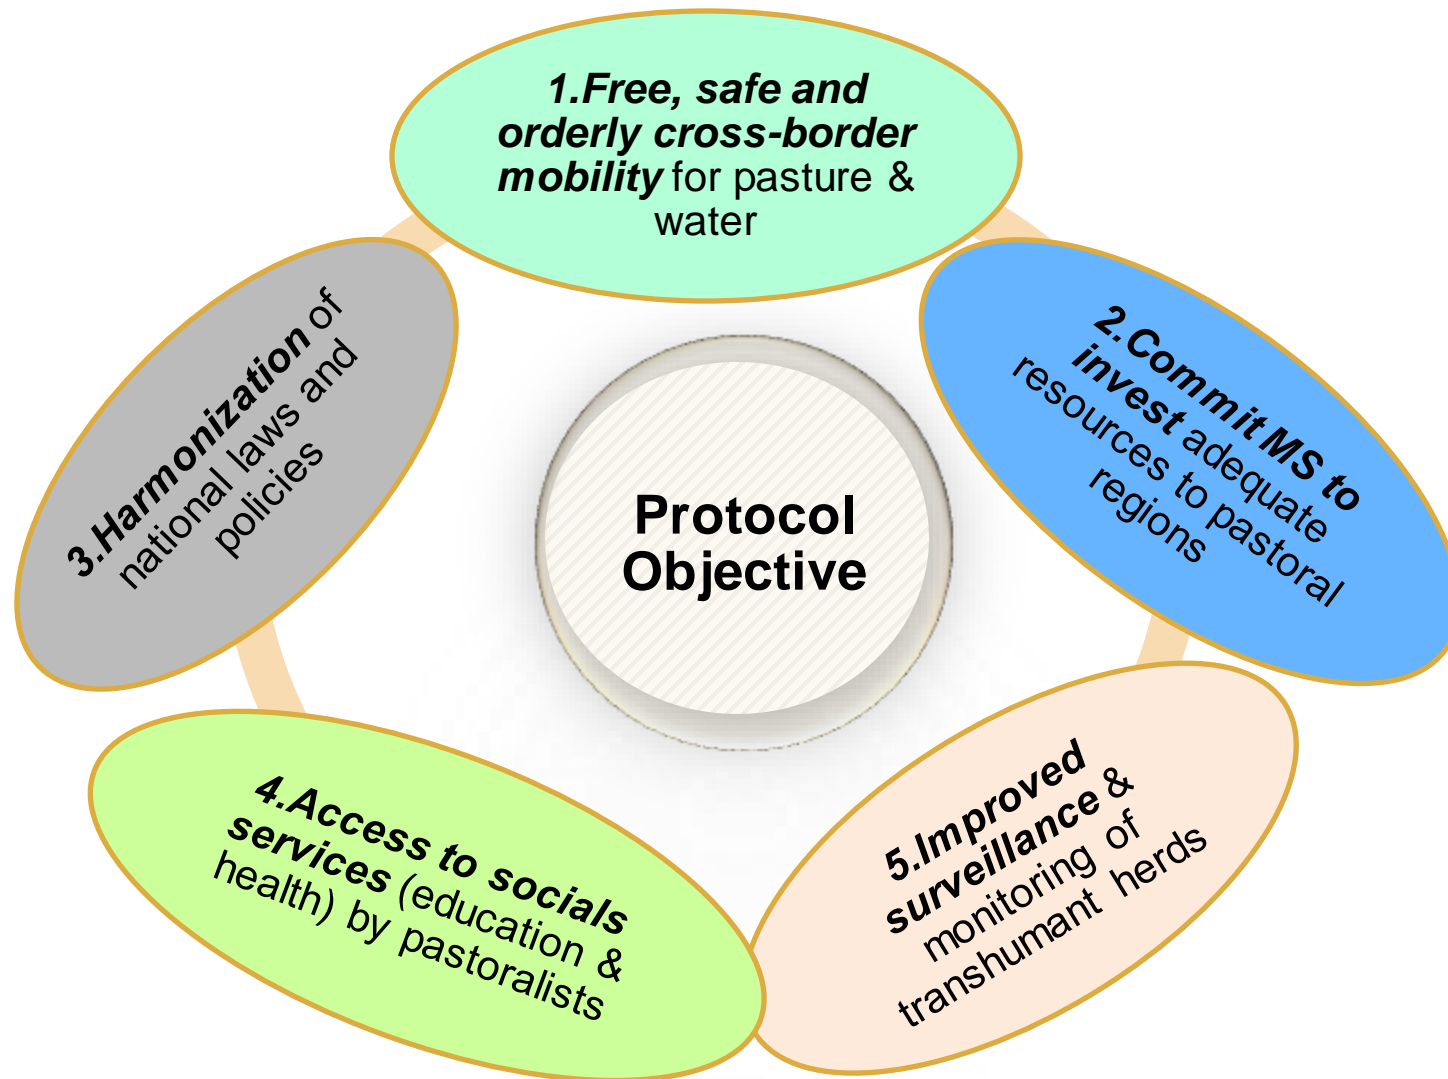 1.Free, safe and
orderly cross-border
mobility for pasture &
water
2.Commit MS to
invest adequate
resources to pastoral
regions
3.Harmonization of
national laws and
policies
Protocol
Objective
4.Access to socials
services (education &
health) by pastoralists
5.Improved
surveillance &
monitoring of
transhumant herds